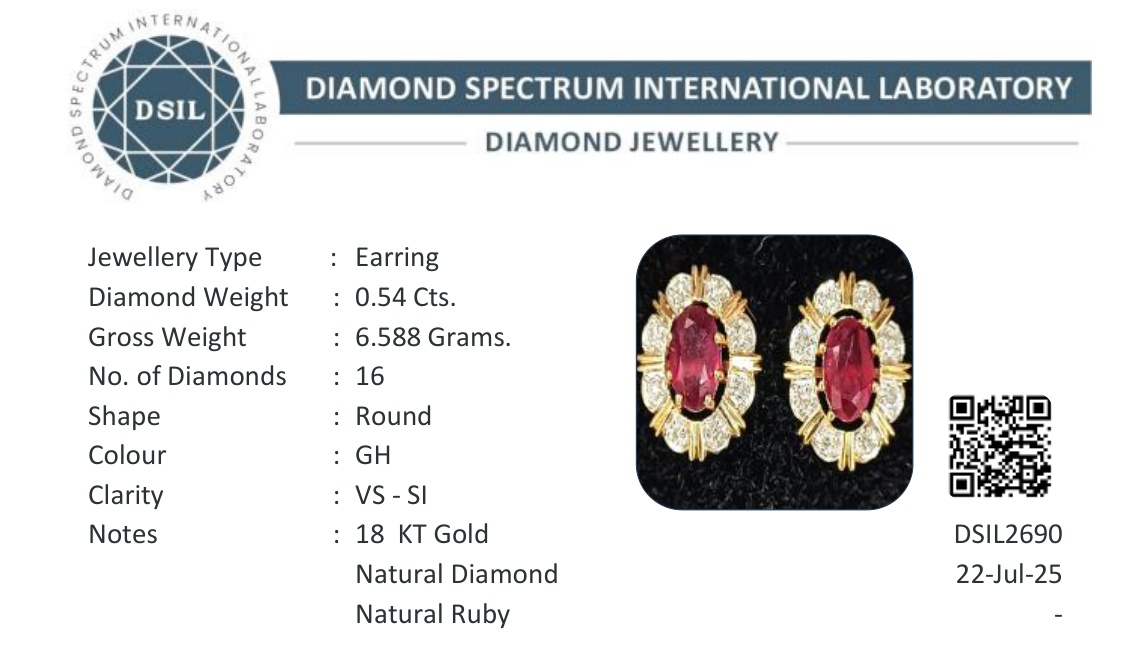 DIAMOND SPECTRUM INTERNATIONAL LABORATORY
DSIL
DIAMOND SPECTRUM INTERNATIONAL LABORATORY
DIAMOND JEWELLERY
Jewellery Type : Earring
Diamond Weight : 0.54 Cts.
Gross Weight : 6.588 Grams.
No. of Diamonds : 16
Shape : Round
Colour : GH
Clarity : VS - SI
Notes : 18 KT Gold
Natural Diamond
Natural Ruby
DSIL2690
22-Jul-25
-